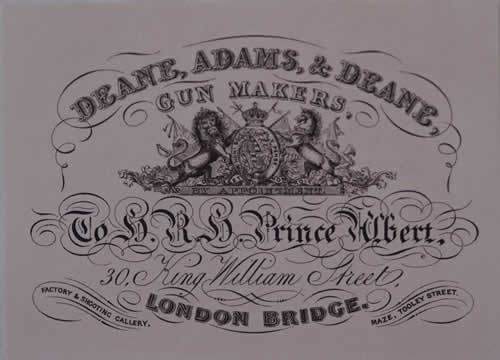 DEANE, ADAMS, & DEANE,
GUN MAKERS,
BY APPOINTMENT
To H. R. H. Prince Albert.
30, King William Street,
LONDON BRIDGE.
FACTORY & SHOOTING GALLERY,
MAZE, TOOLEY STREET.